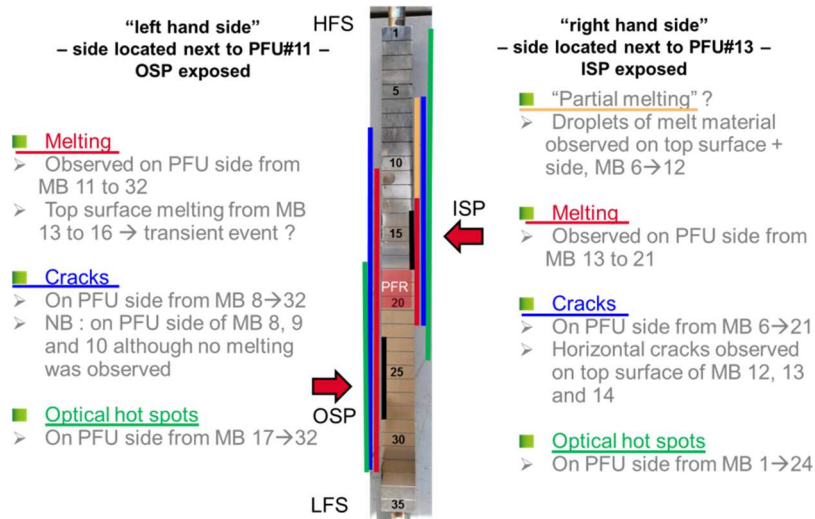 “left hand side”
– side located next to PFU#11 –
OSP exposed
Melting
➢ Observed on PFU side from
MB 11 to 32
➢ Top surface melting from MB
13 to 16 → transient event ?
Cracks
➢ On PFU side from MB 8→32
➢ NB : on PFU side of MB 8, 9
and 10 although no melting
was observed
Optical hot spots
➢ On PFU side from MB 17→32
HFS
1
5
10
15
PFR
20
25
30
35
ISP
OSP
LFS
“right hand side”
– side located next to PFU#13 –
ISP exposed
“Partial melting” ?
➢ Droplets of melt material
observed on top surface +
side, MB 6→12
Melting
➢ Observed on PFU side from
MB 13 to 21
Cracks
➢ On PFU side from MB 6→21
➢ Horizontal cracks observed
on top surface of MB 12, 13
and 14
Optical hot spots
➢ On PFU side from MB 1→24